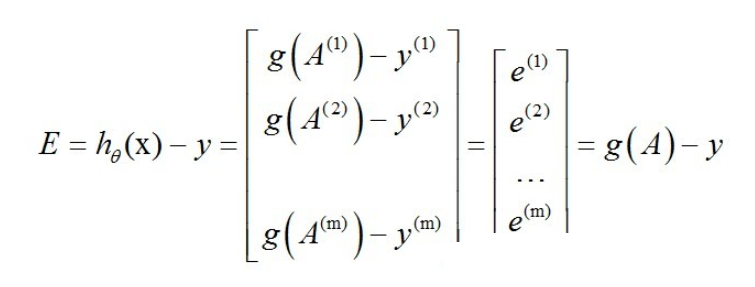 E = h_θ(x) − y = [ g(A^(1)) − y^(1) ; g(A^(2)) − y^(2) ; g(A^(m)) − y^(m) ] = [ e^(1) ; e^(2) ; … ; e^(m) ] = g(A) − y